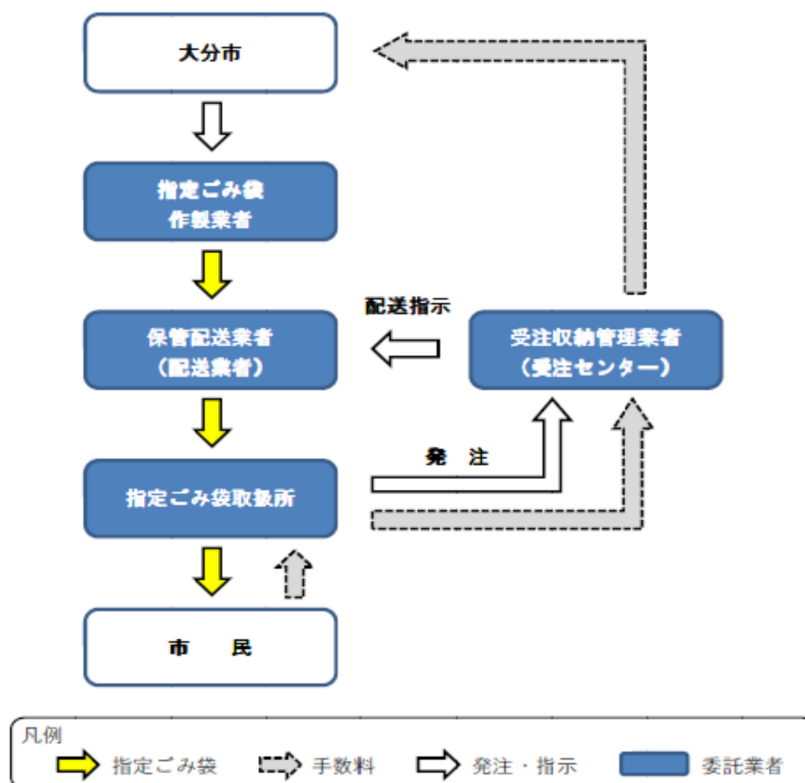 大分市
指定ごみ袋
作製業者
配送指示
保管配送業者
（配送業者）
受注収納管理業者
（受注センター）
発　注
指定ごみ袋取扱所
市　　民
凡例
指定ごみ袋
手数料
発注・指示
委託業者